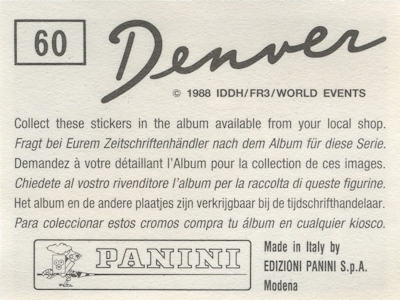 60
Denver
© 1988 IDDH/FR3/WORLD EVENTS
Collect these stickers in the album available from your local shop.
Fragt bei Eurem Zeitschriftenhändler nach dem Album für diese Serie.
Demandez à votre détaillant l'Album pour la collection de ces images.
Chiedete al vostro rivenditore l'album per la raccolta di queste figurine.
Het album en de andere plaatjes zijn verkrijgbaar bij de tijdschrifthandelaar.
Para coleccionar estos cromos compra tu álbum en cualquier kiosco.
PANINI
Made in Italy by
EDIZIONI PANINI S.p.A.
Modena